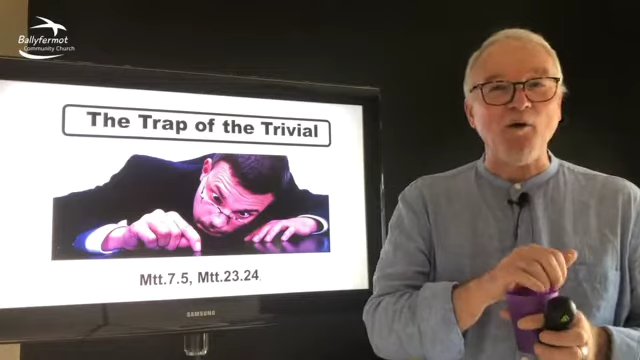 Ballyfermot
Community Church
The Trap of the Trivial
Mtt.7.5, Mtt.23.24
SAMSUNG